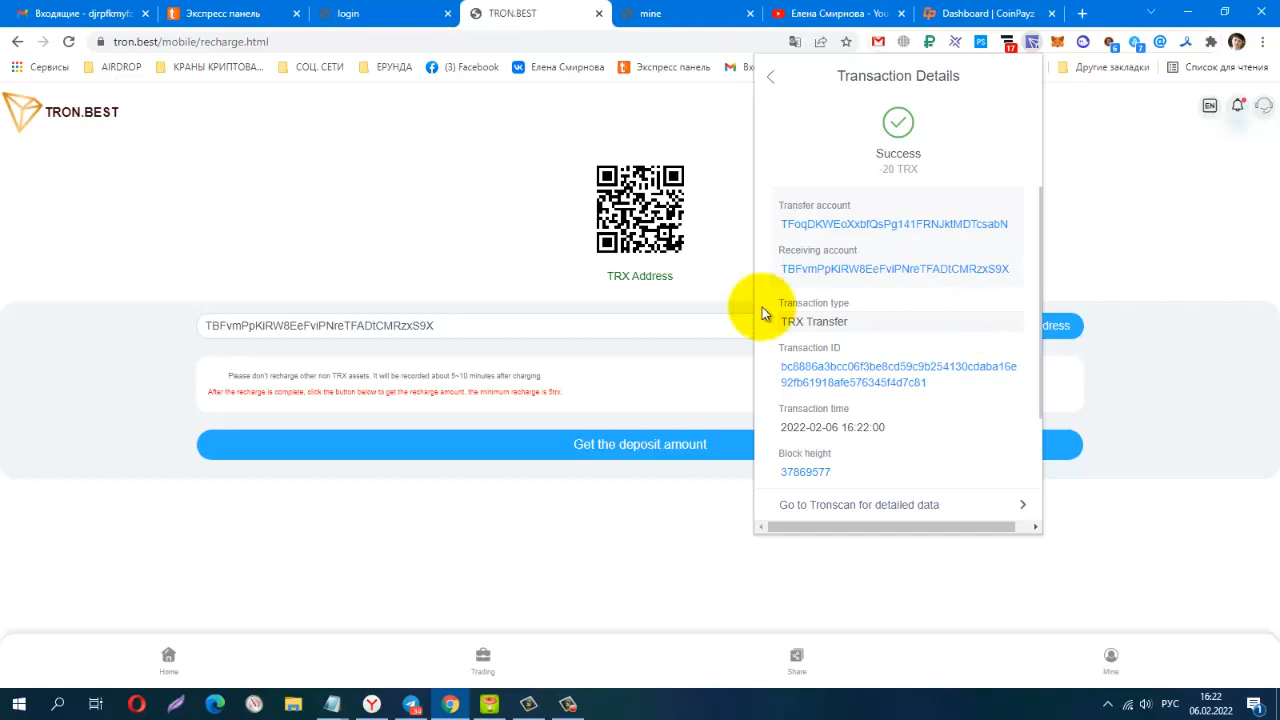 Входящие - djrpfkmyfz
Экспресс панель
login
TRON.BEST
mine
Елена Смирнова - You
Dashboard | CoinPayz
tron.best/mobile/recharge.html
17
6
7
Сервисы
AIRDROP
КРАНЫ КРИПТОВА...
СОЦ. СЕТИ
ЕРУНДА
(3) Facebook
Елена Смирнова
Экспресс панель
Другие закладки
Список для чтения
TRON.BEST
EN
TRX Address
TBFvmPpKiRW8EeFviPNreTFADtCMRzxS9X
dress
Please don't recharge other non TRX assets. It will be recorded about 5~10 minutes after charging.
After the recharge is complete, click the button below to get the recharge amount, the minimum recharge is 5trx.
Get the deposit amount
Transaction Details
Success
-20 TRX
Transfer account
TFoqDKWEoXxbfQsPg141FRNJktMDTcsabN
Receiving account
TBFvmPpKiRW8EeFviPNreTFADtCMRzxS9X
Transaction type
TRX Transfer
Transaction ID
bc8886a3bcc06f3be8cd59c9b254130cdaba16e
92fb61918afe576345f4d7c81
Transaction time
2022-02-06 16:22:00
Block height
37869577
Go to Tronscan for detailed data
Home
Trading
Share
Mine
РУС
16:22
06.02.2022